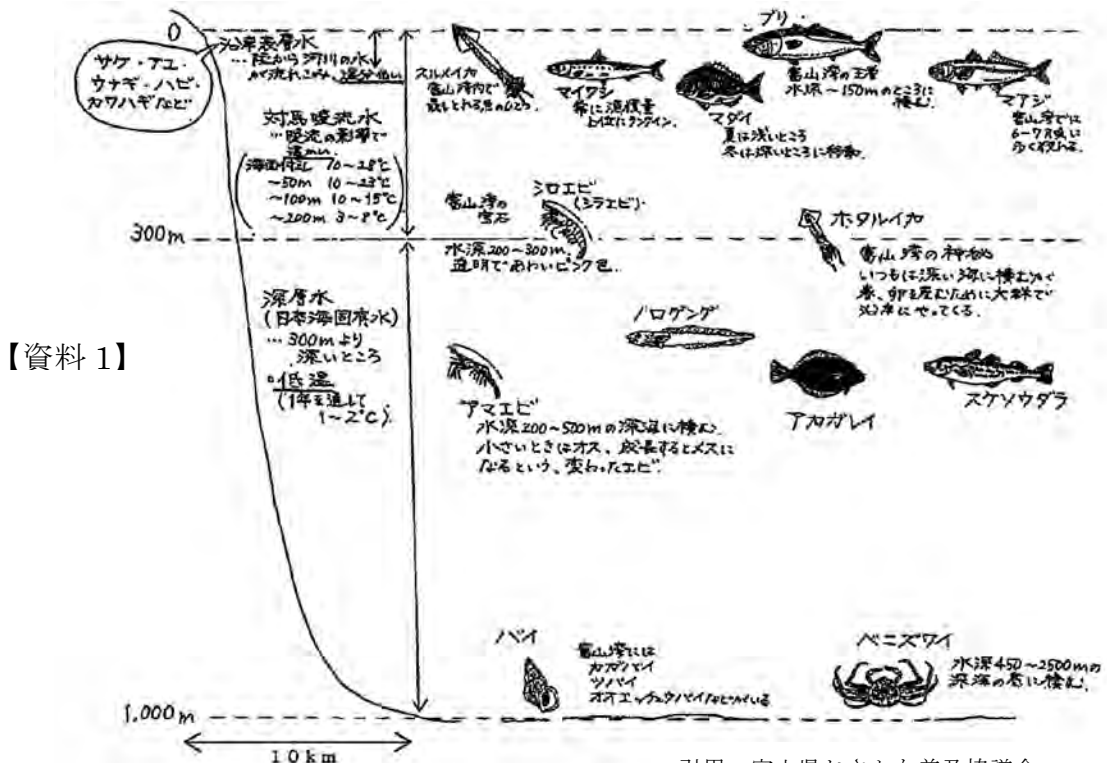 0
沿岸表層水
…陸から河川の水
が流れこみ、塩分低い
サケ・アユ・
ウナギ・ハビ・
カワハギなど
対馬暖流水
…暖流の影響で
温かい。
海面付近 10~28℃
~50m 10~23℃
~100m 10~15℃
~200m 3~8℃
スルメイカ
富山湾内で
最もとれる魚のひとつ
マイワシ
常に漁獲量
上位にランクイン。
マダイ
夏は浅いところ
冬は深いところに移動。
ブリ
富山湾の王者
水深~150mのところに
棲む。
マアジ
富山湾では
6-7月頃に
多く獲れる。
富山湾の
宝石
シロエビ
(シラエビ)
水深200~300m。
透明であわいピンク色。
ホタルイカ
富山湾の神秘
いつもは深い海に棲むが
春、卵を産むために大群で
沿岸にやってくる。
300m
深層水
(日本海固有水)
…300mより
深いところ
低温
(1年を通して
1~2℃)
ノロゲンゲ
アカガレイ
スケソウダラ
アマエビ
水深200~500mの深海に棲む。
小さいときはオス、成長するとメスに
なるという、変わったエビ。
【資料1】
バイ
富山湾には
カガバイ
ツバイ
オオエッチュウバイなどがいる
ベニズワイ
水深450~2500mの
深海の底に棲む。
1,000m
10km